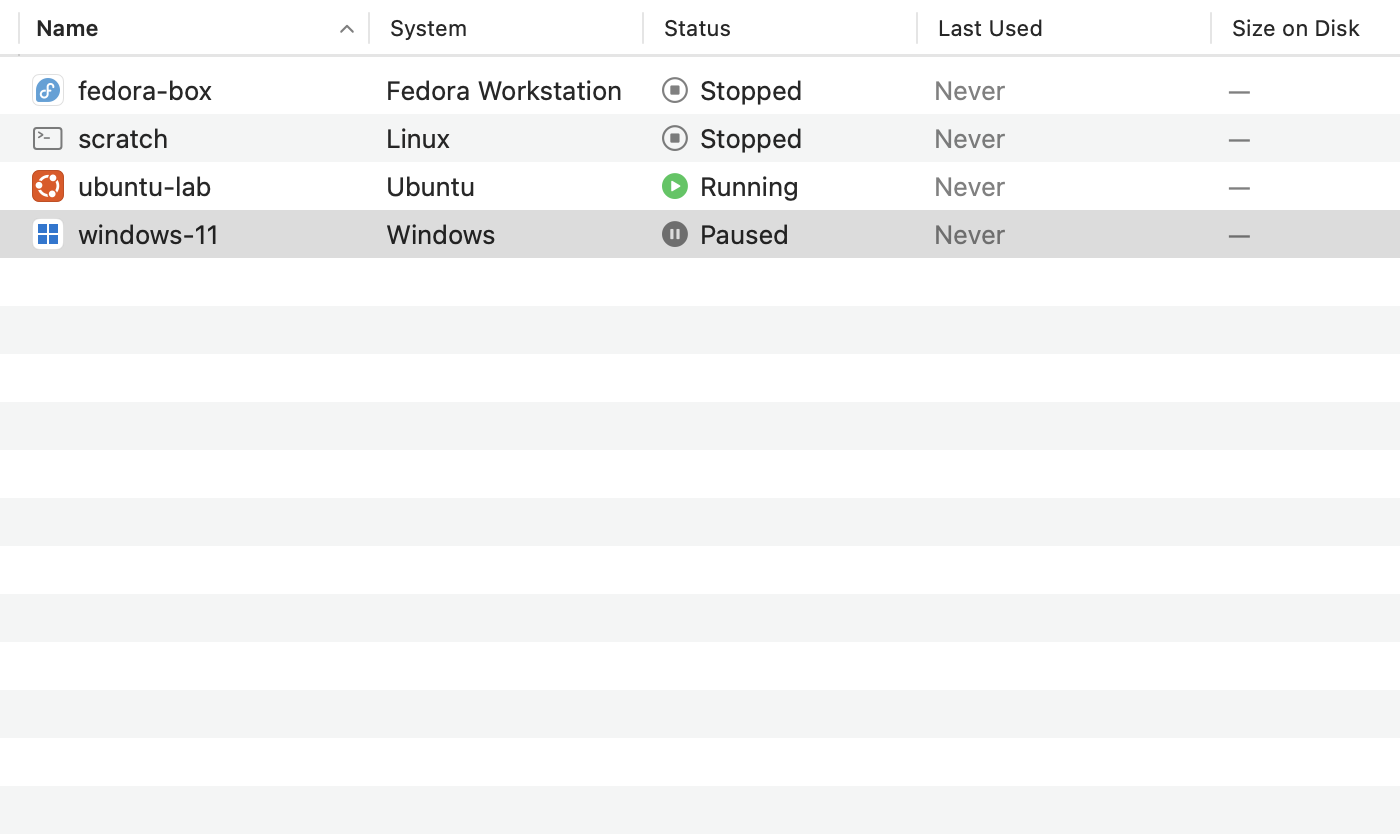 Name System Status Last Used Size on Disk
fedora-box Fedora Workstation Stopped Never —
>_ scratch Linux Stopped Never —
ubuntu-lab Ubuntu Running Never —
windows-11 Windows Paused Never —